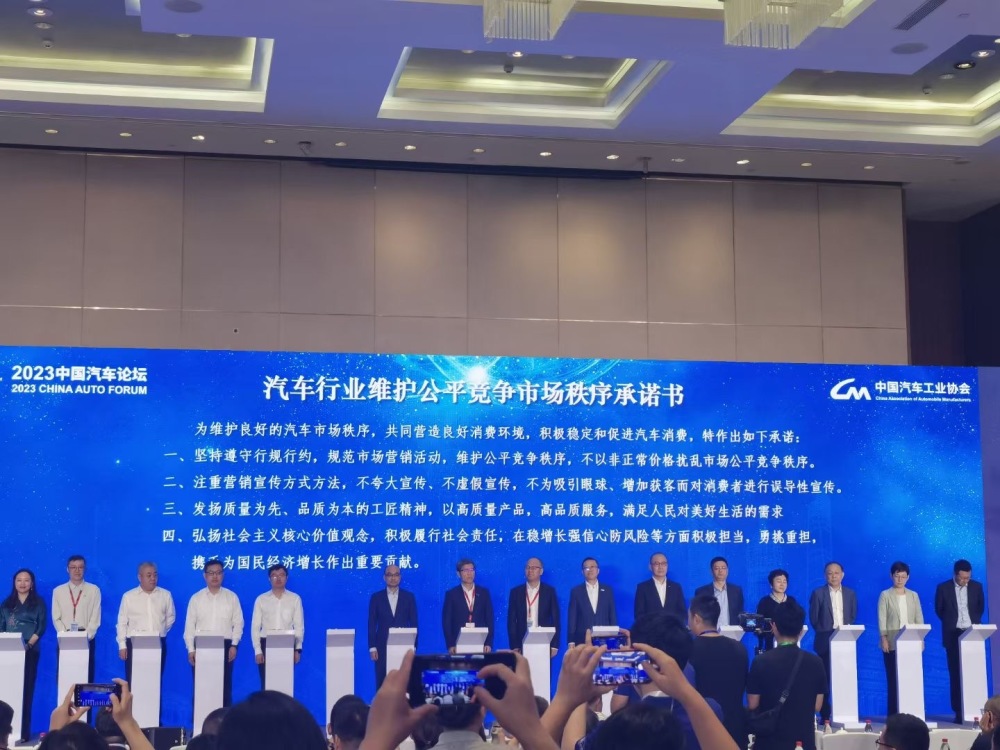 2023中国汽车论坛
2023 CHINA AUTO FORUM
汽车行业维护公平竞争市场秩序承诺书
中国汽车工业协会
China Association of Automobile Manufacturers
为维护良好的汽车市场秩序，共同营造良好消费环境，积极稳定和促进汽车消费，特作出如下承诺：
一、坚持遵守行规行约，规范市场营销活动，维护公平竞争秩序，不以非正常价格扰乱市场公平竞争秩序。
二、注重营销宣传方式方法，不夸大宣传、不虚假宣传，不为吸引眼球、增加获客而对消费者进行误导性宣传。
三、发扬质量为先、品质为本的工匠精神，以高质量产品，高品质服务，满足人民对美好生活的需求
四、弘扬社会主义核心价值观念，积极履行社会责任，在稳增长强信心防风险等方面积极担当，勇挑重担，
携手为国民经济增长作出重要贡献。